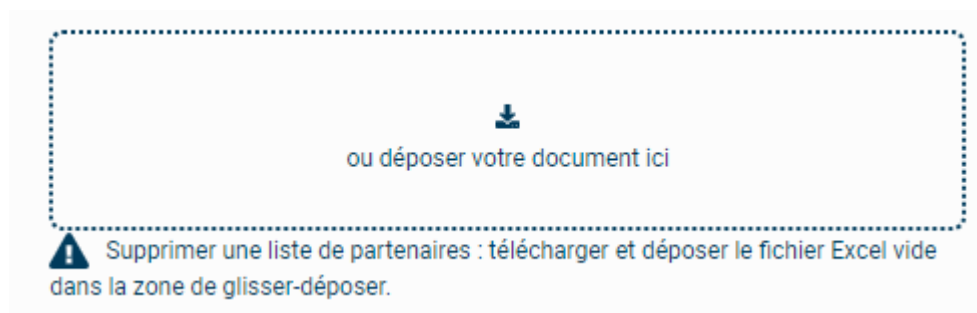 ou déposer votre document ici
Supprimer une liste de partenaires : télécharger et déposer le fichier Excel vide
dans la zone de glisser-déposer.